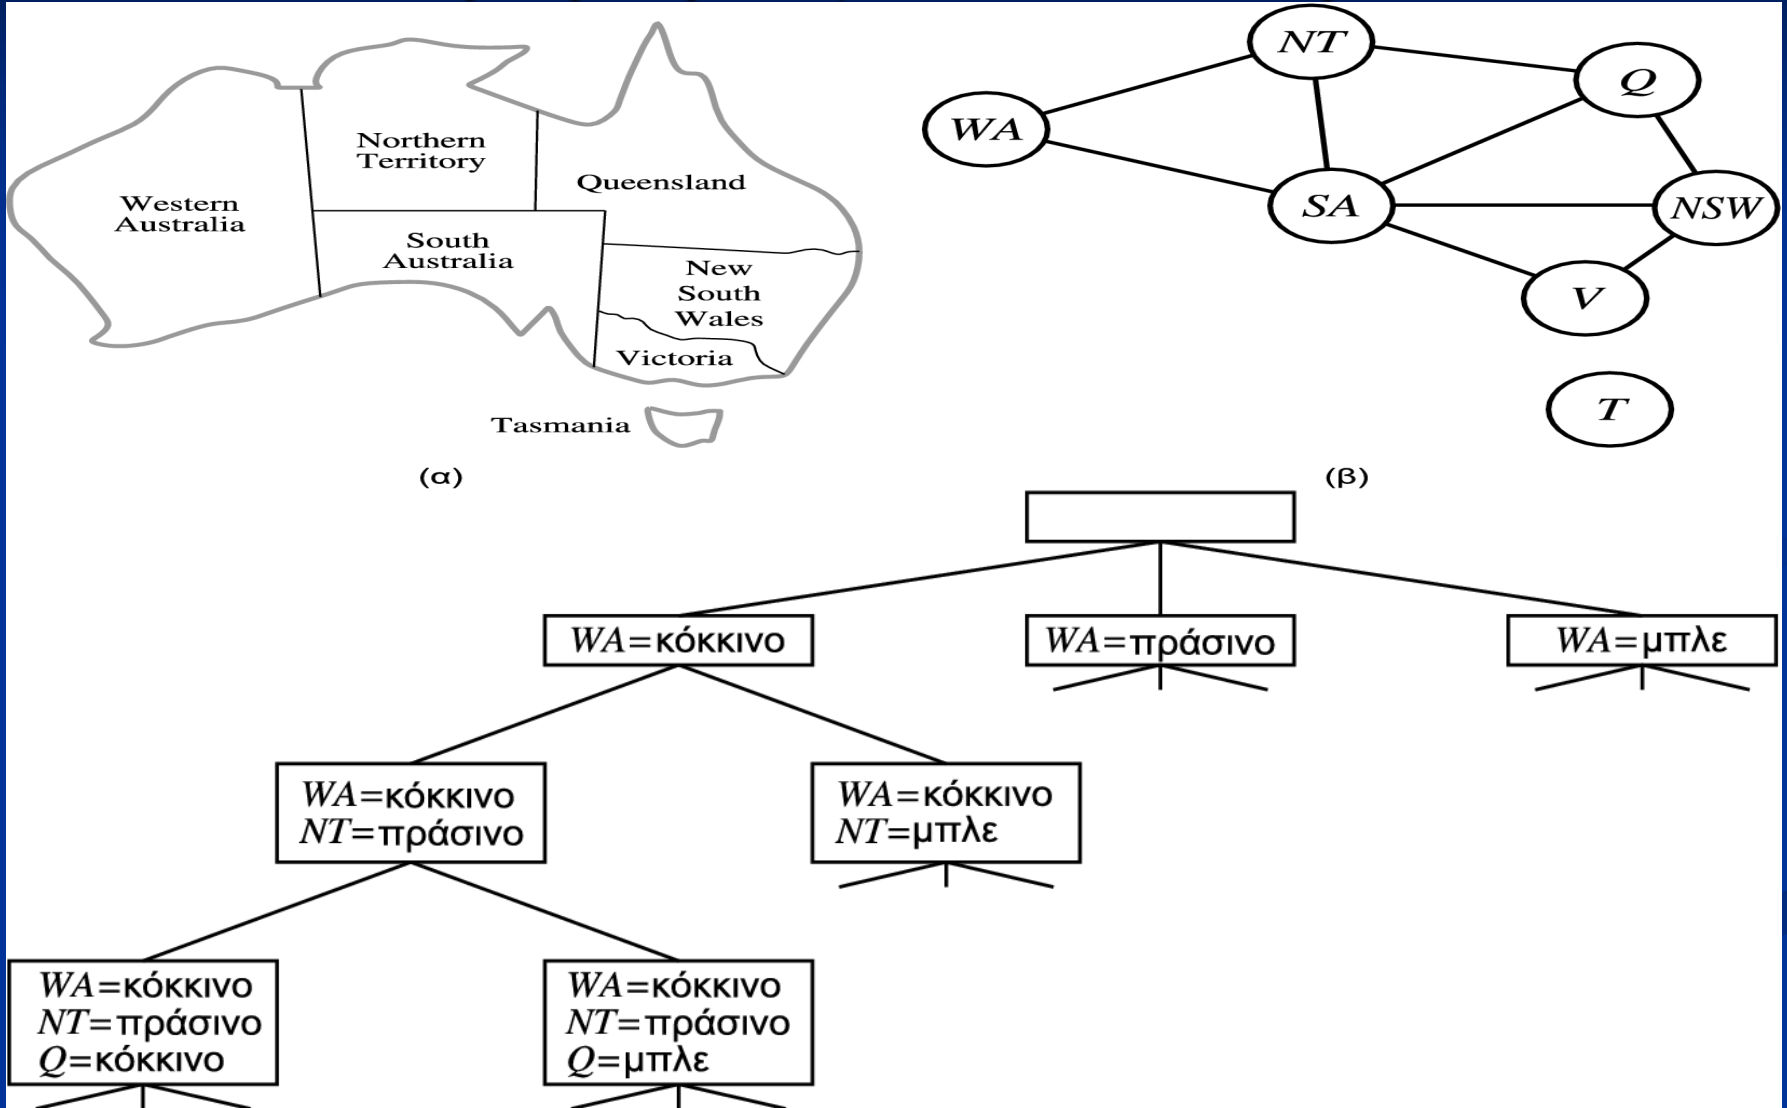 Western
Australia
Northern
Territory
Queensland
South
Australia
New
South
Wales
Victoria
Tasmania
(α)
NT
Q
WA
SA
NSW
V
T
(β)
WA=κόκκινο
WA=πράσινο
WA=μπλε
WA=κόκκινο
NT=πράσινο
WA=κόκκινο
NT=μπλε
WA=κόκκινο
NT=πράσινο
Q=κόκκινο
WA=κόκκινο
NT=πράσινο
Q=μπλε